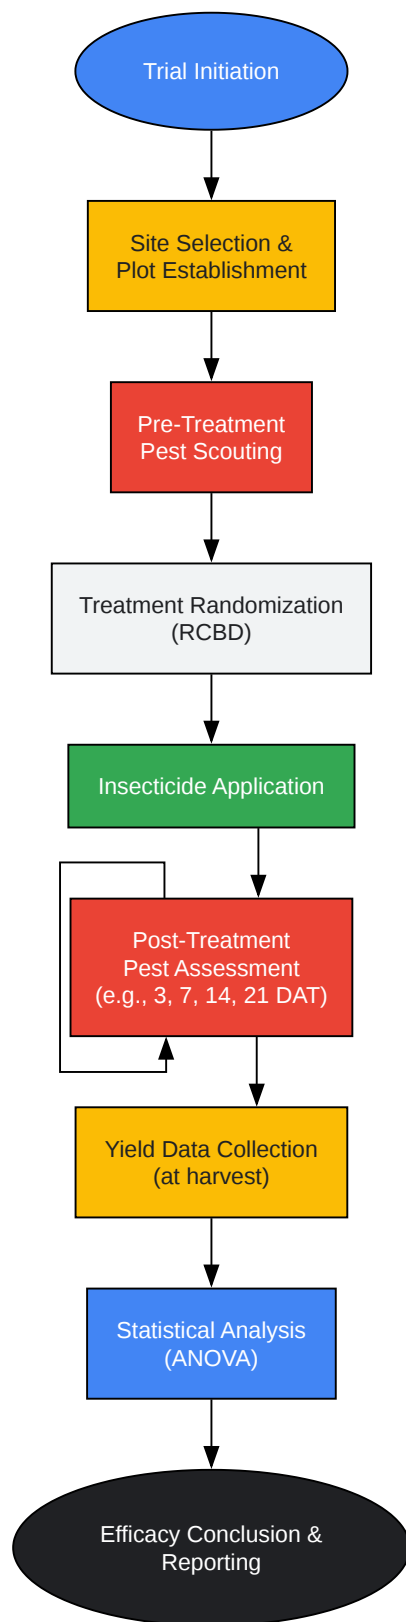 Trial Initiation
Site Selection &
Plot Establishment
Pre-Treatment
Pest Scouting
Treatment Randomization
(RCBD)
Insecticide Application
Post-Treatment
Pest Assessment
(e.g., 3, 7, 14, 21 DAT)
Yield Data Collection
(at harvest)
Statistical Analysis
(ANOVA)
Efficacy Conclusion &
Reporting